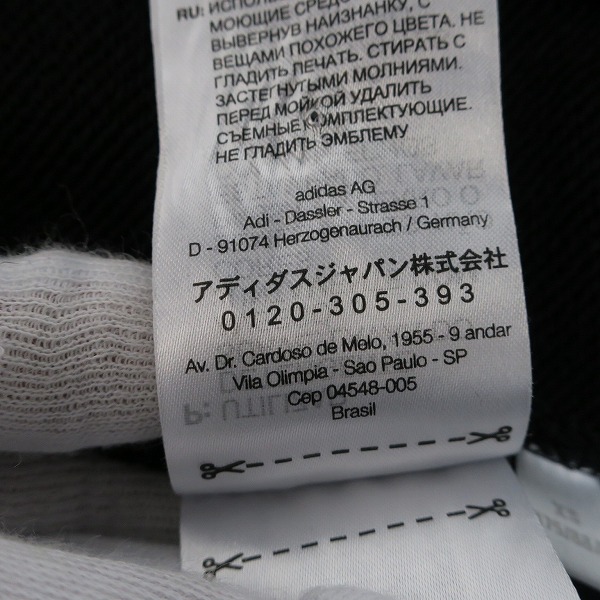 RU: ИСПОЛЬЗ
МОЮЩИЕ СРЕДС
ВЫВЕРНУВ НАИЗНАНКУ, С
ВЕЩАМИ ПОХОЖЕГО ЦВЕТА. НЕ
ГЛАДИТЬ ПЕЧАТЬ. СТИРАТЬ С
ЗАСТЕГНУТЫМИ МОЛНИЯМИ.
ПЕРЕД МОЙКОЙ УДАЛИТЬ
СЪЕМНЫЕ КОМПЛЕКТУЮЩИЕ.
НЕ ГЛАДИТЬ ЭМБЛЕМУ
adidas AG
Adi - Dassler - Strasse 1
D - 91074 Herzogenaurach / Germany
アディダスジャパン株式会社
0120-305-393
Av. Dr. Cardoso de Melo, 1955 - 9 andar
Vila Olimpia - Sao Paulo - SP
Cep 04548-005
Brasil